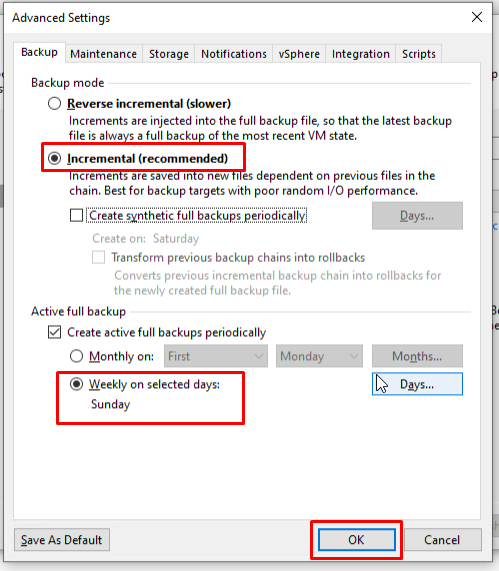 Advanced Settings
Backup Maintenance Storage Notifications vSphere Integration Scripts
Backup mode
Reverse incremental (slower)
Increments are injected into the full backup file, so that the latest backup
file is always a full backup of the most recent VM state.
Incremental (recommended)
Increments are saved into new files dependent on previous files in the
chain. Best for backup targets with poor random I/O performance.
Create synthetic full backups periodically Days...
Create on: Saturday
Transform previous backup chains into rollbacks
Converts previous incremental backup chain into rollbacks for
the newly created full backup file.
Active full backup
Create active full backups periodically
Monthly on: First Monday Months...
Weekly on selected days: Days...
Sunday
Save As Default OK Cancel